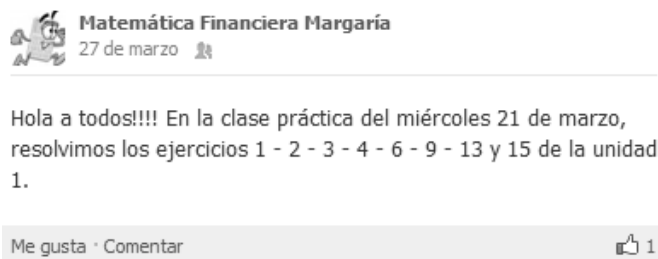 Matemática Financiera Margaría
27 de marzo
Hola a todos!!!! En la clase práctica del miércoles 21 de marzo,
resolvimos los ejercicios 1 - 2 - 3 - 4 - 6 - 9 - 13 y 15 de la unidad
1.
Me gusta · Comentar 1